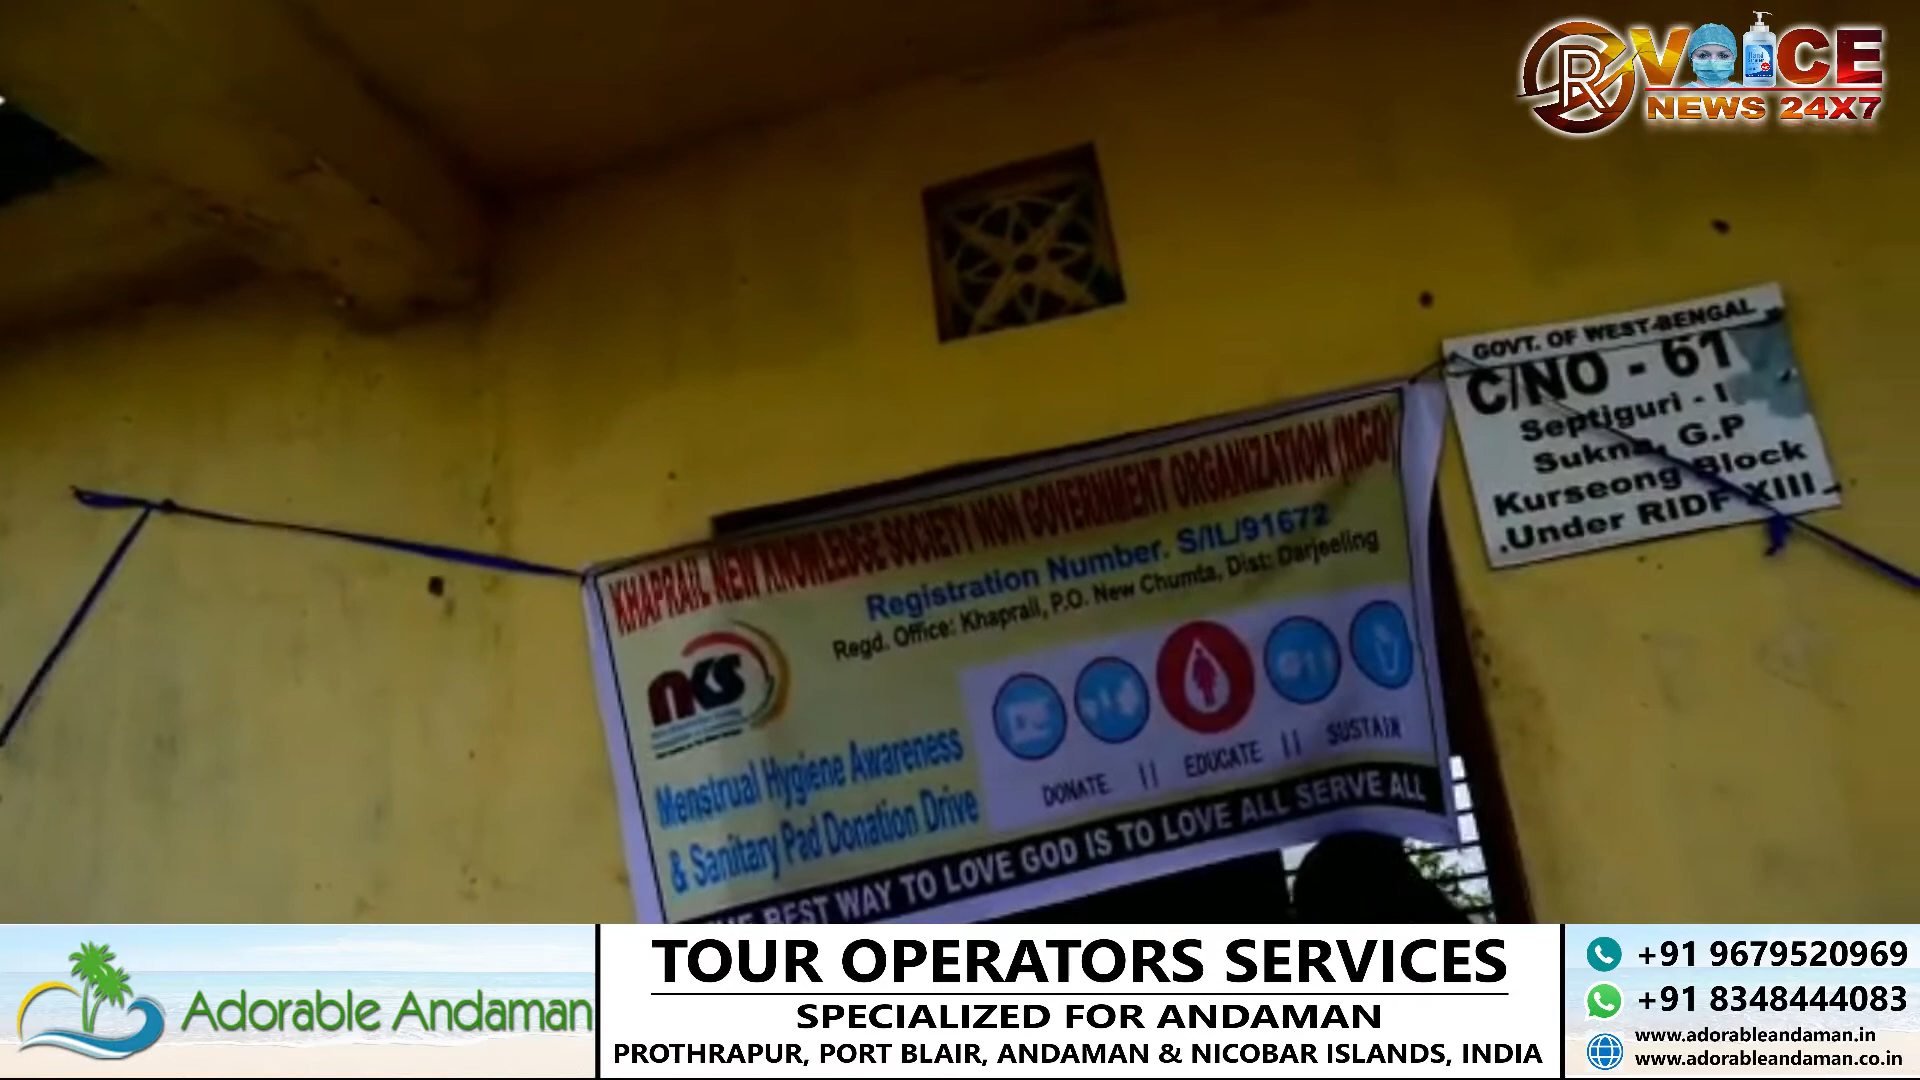 VOICE
NEWS 24X7
GOVT. OF WEST-BENGAL
C/NO - 61
Septiguri - I
Sukna, G.P
Kurseong Block
.Under RIDF XIII
KHAPRAIL NEW KNOWLEDGE SOCIETY NON GOVERNMENT ORGANIZATION (NGO)
Registration Number. S/IL/91672
Regd. Office: Khaprail, P.O. New Chumta, Dist: Darjeeling
NKS
Menstrual Hygiene Awareness
& Sanitary Pad Donation Drive
DONATE || EDUCATE || SUSTAIN
THE BEST WAY TO LOVE GOD IS TO LOVE ALL SERVE ALL
Adorable Andaman
TOUR OPERATORS SERVICES
SPECIALIZED FOR ANDAMAN
PROTHRAPUR, PORT BLAIR, ANDAMAN & NICOBAR ISLANDS, INDIA
+91 9679520969
+91 8348444083
www.adorableandaman.in
www.adorableandaman.co.in